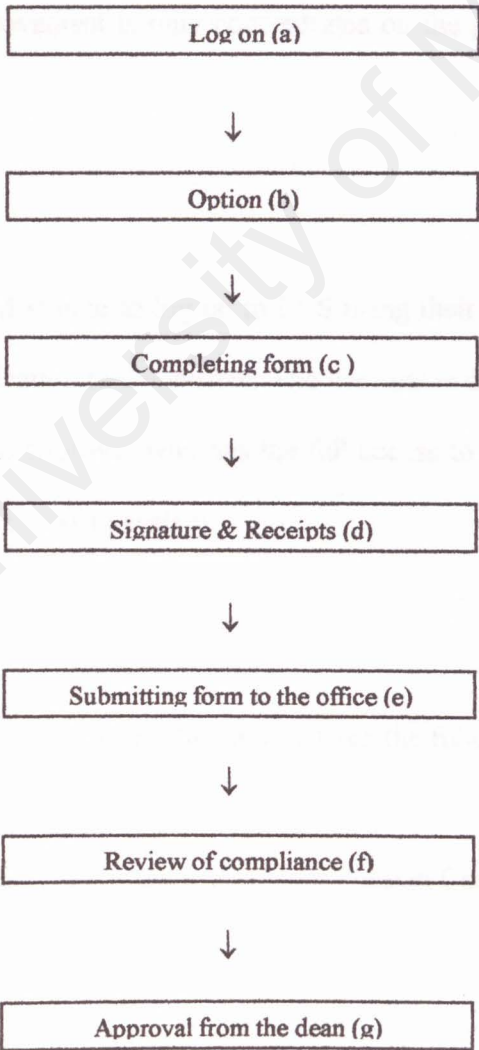 Log on (a)
↓
Option (b)
↓
Completing form (c )
↓
Signature & Receipts (d)
↓
Submitting form to the office (e)
↓
Review of compliance (f)
↓
Approval from the dean (g)